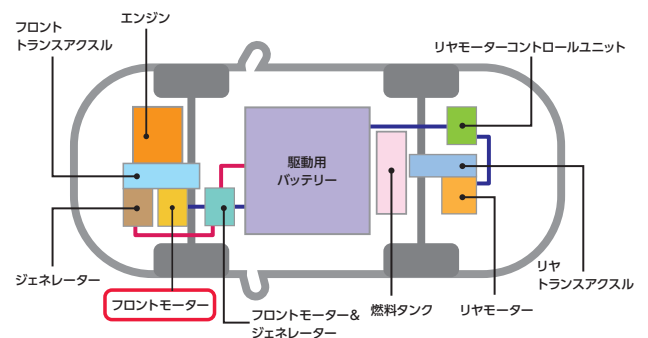 エンジン
フロント
トランスアクスル
リヤモーターコントロールユニット
駆動用
バッテリー
ジェネレーター
フロントモーター
フロントモーター&
ジェネレーター
燃料タンク
リヤモーター
リヤ
トランスアクスル